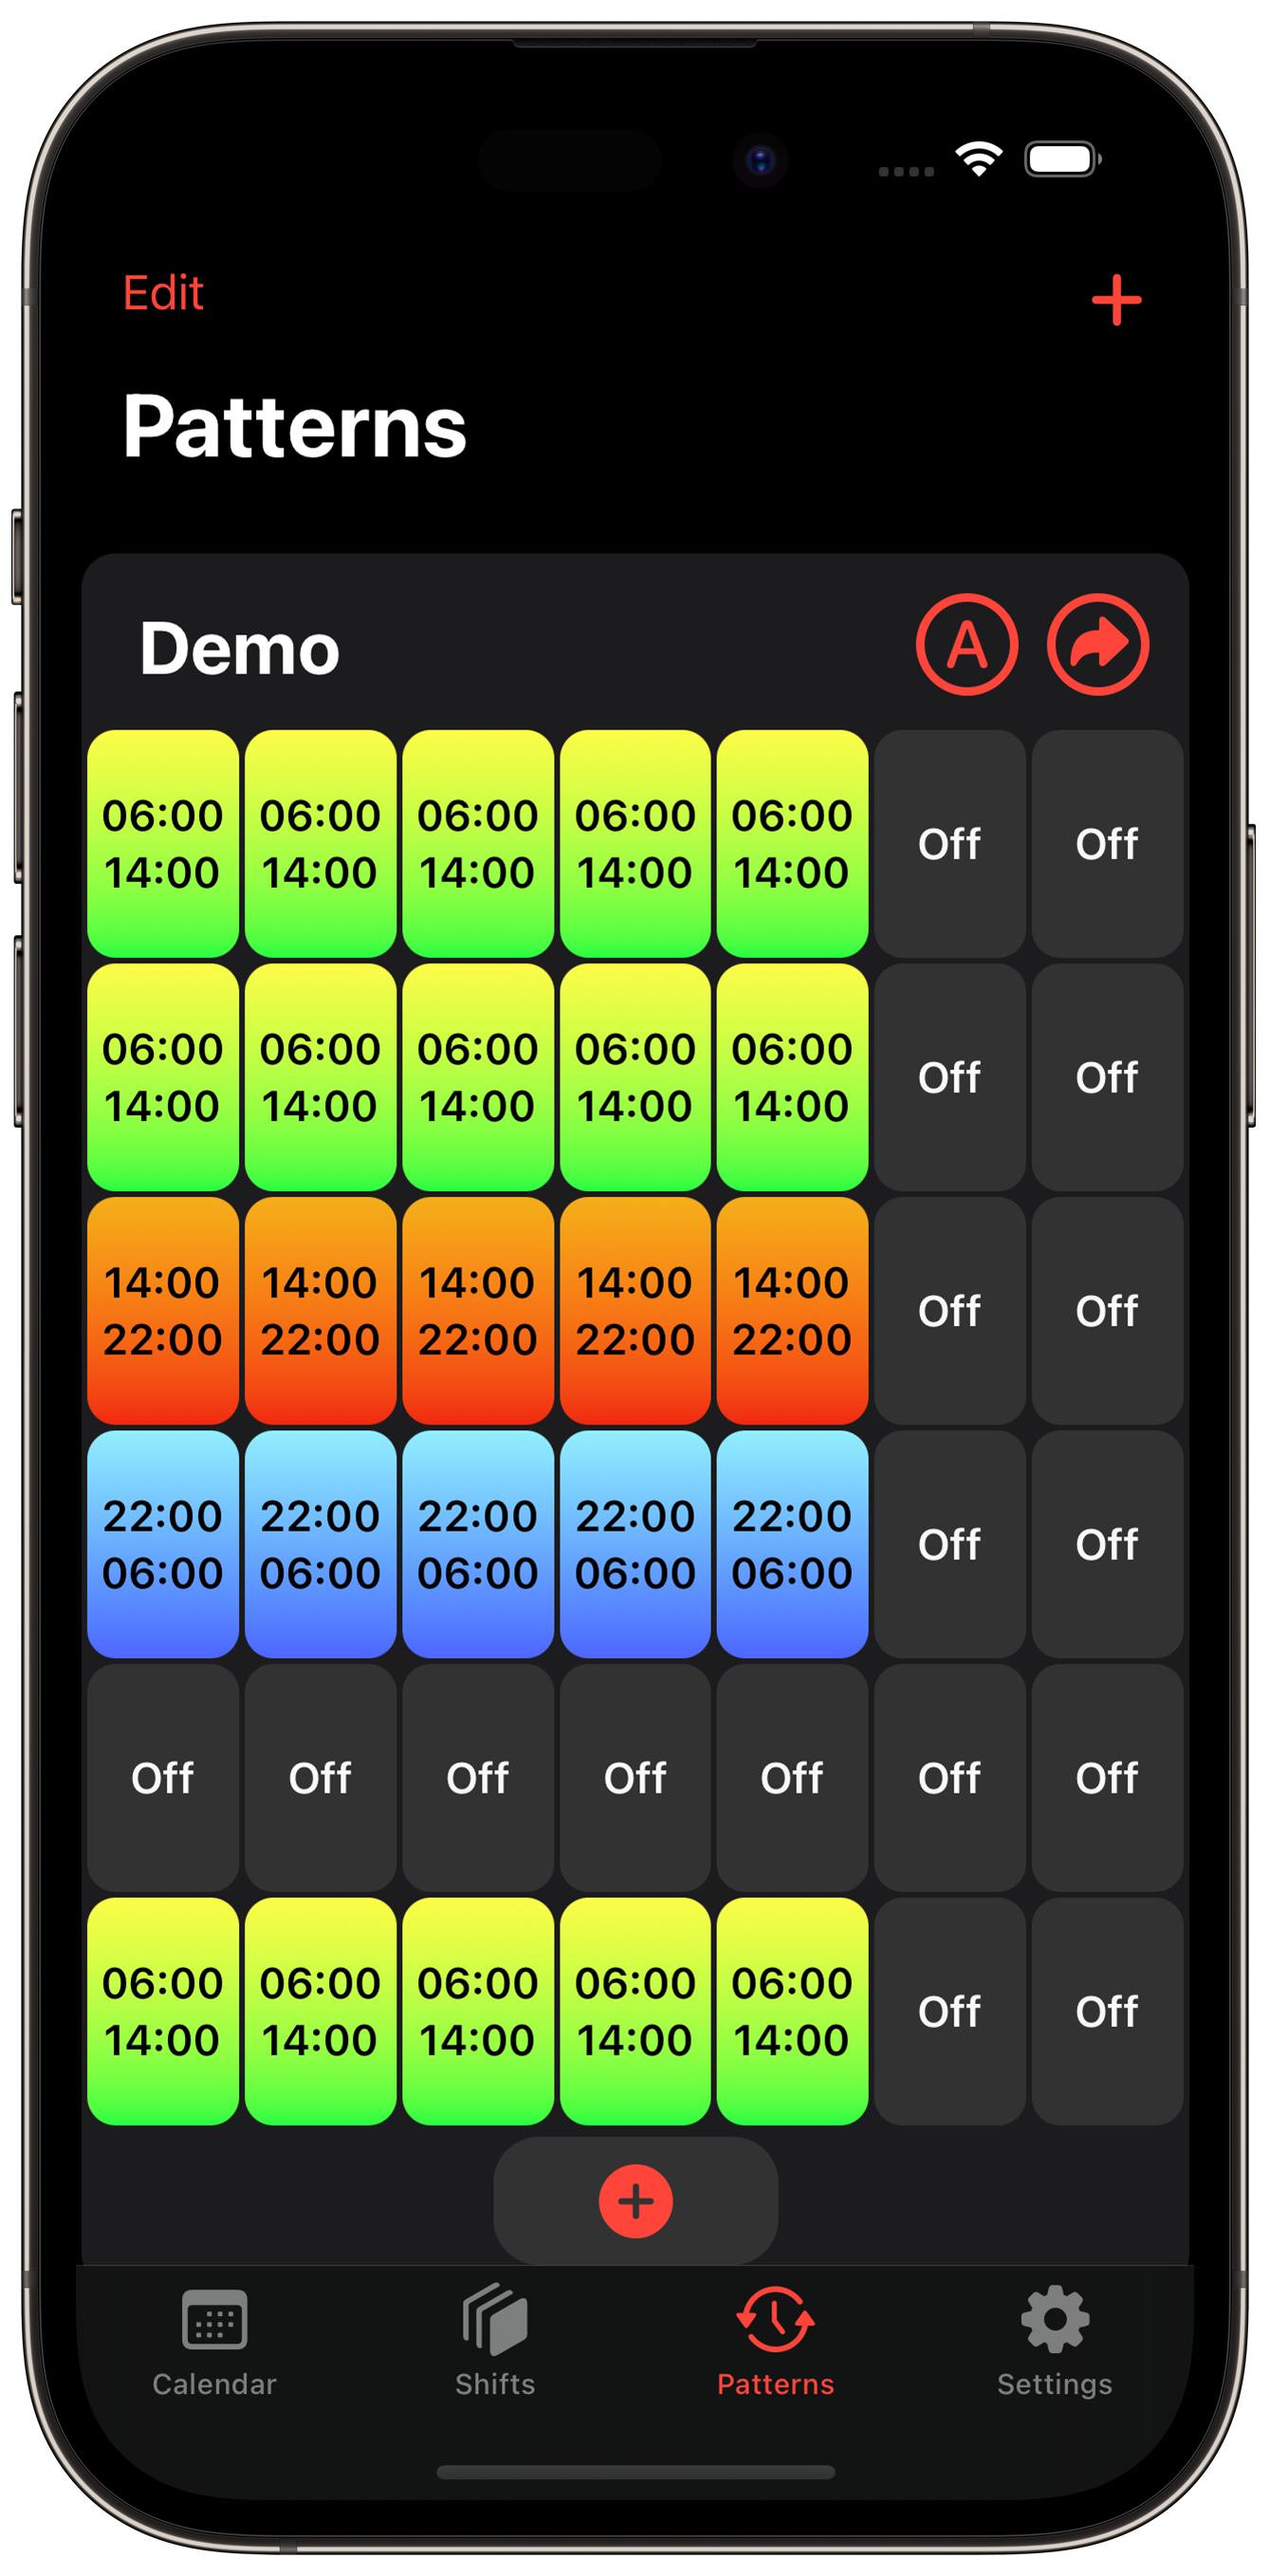 Edit
Patterns
Demo
A
06:00 06:00 06:00 06:00 06:00 Off Off
14:00 14:00 14:00 14:00 14:00
06:00 06:00 06:00 06:00 06:00 Off Off
14:00 14:00 14:00 14:00 14:00
14:00 14:00 14:00 14:00 14:00 Off Off
22:00 22:00 22:00 22:00 22:00
22:00 22:00 22:00 22:00 22:00 Off Off
06:00 06:00 06:00 06:00 06:00
Off Off Off Off Off Off Off
06:00 06:00 06:00 06:00 06:00 Off Off
14:00 14:00 14:00 14:00 14:00
Calendar Shifts Patterns Settings